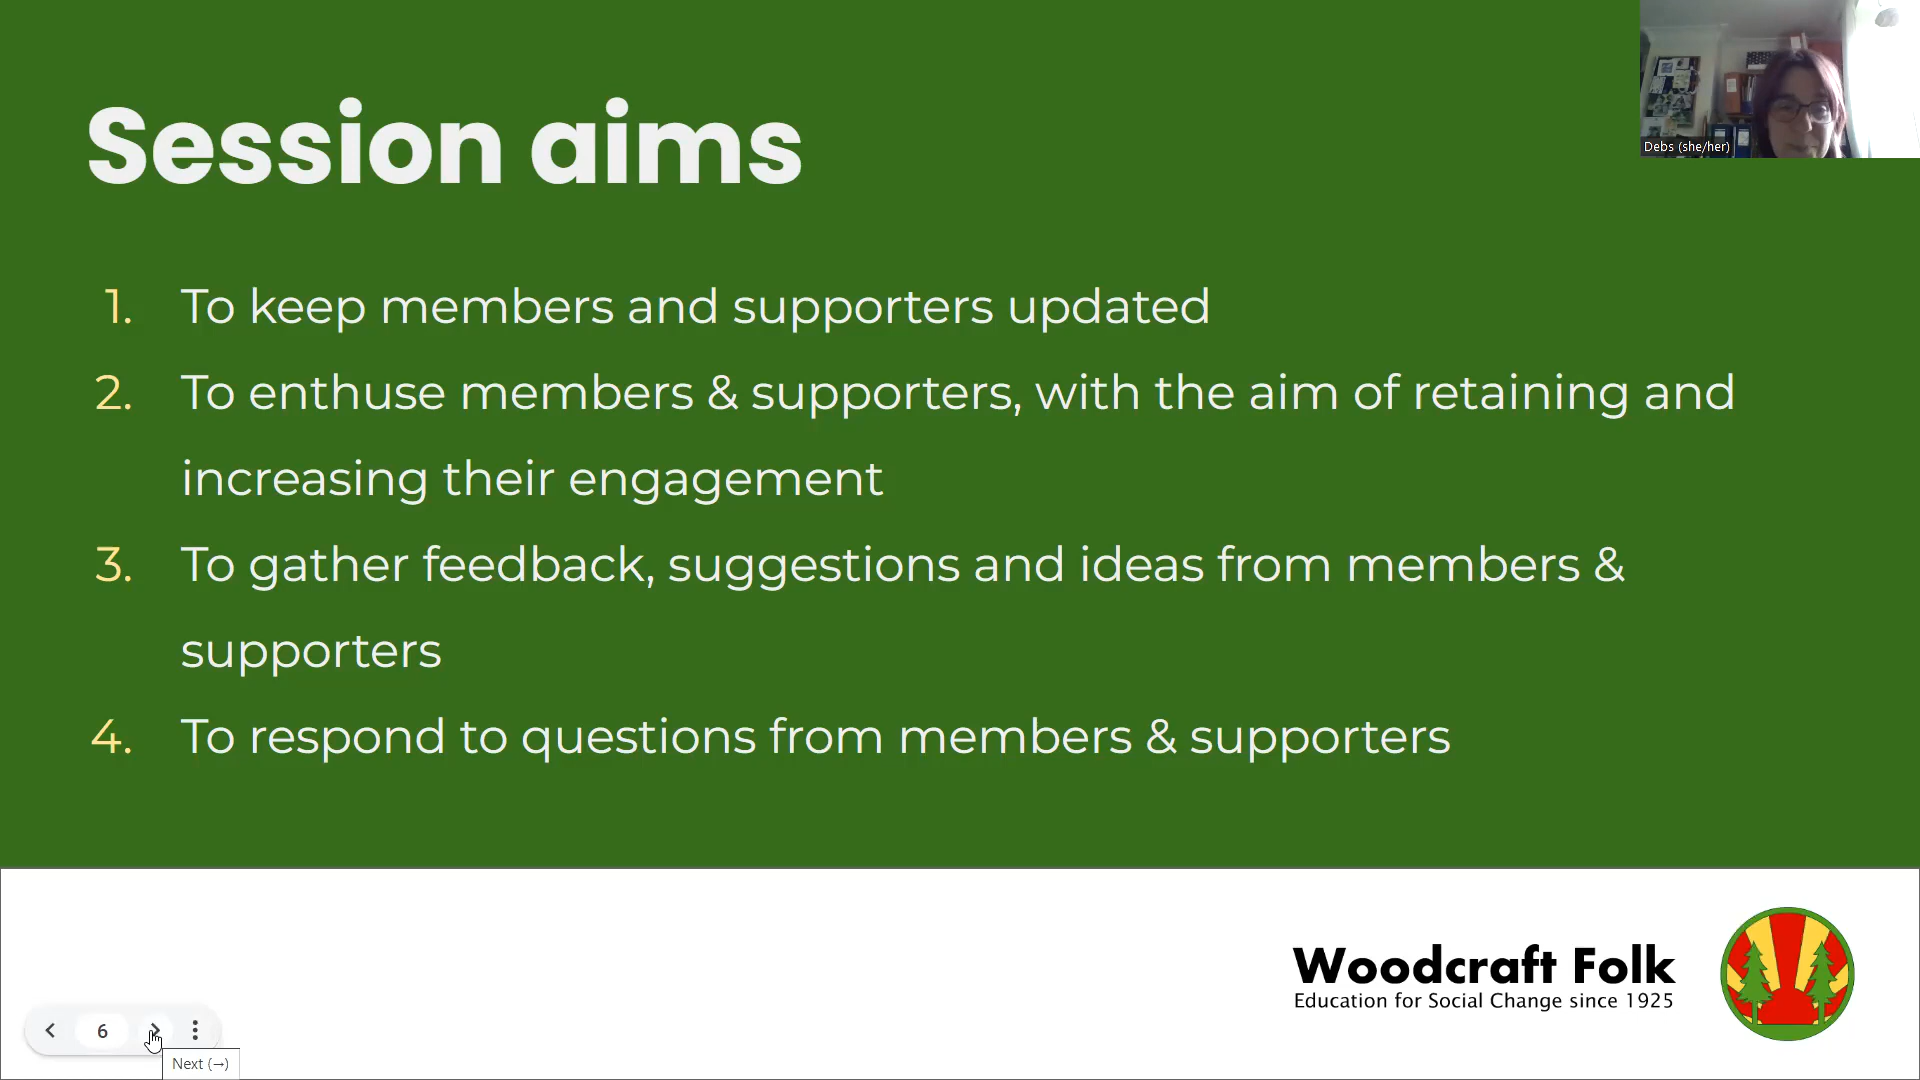 Session aims
Debs (she/her)
1. To keep members and supporters updated
2. To enthuse members & supporters, with the aim of retaining and
increasing their engagement
3. To gather feedback, suggestions and ideas from members &
supporters
4. To respond to questions from members & supporters
Woodcraft Folk
Education for Social Change since 1925
6
Next (→)